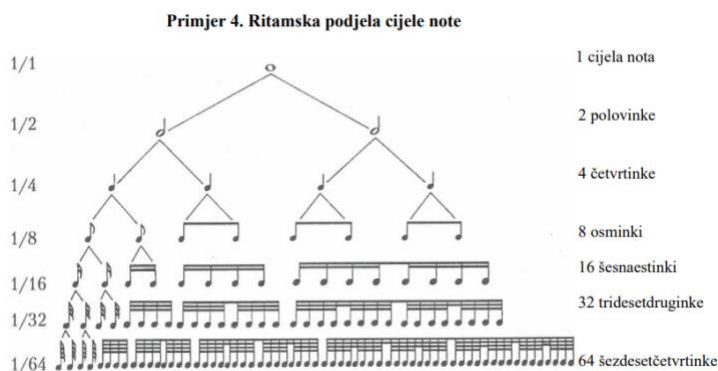 Primjer 4. Ritamska podjela cijele note
1/1 1 cijela nota
1/2 2 polovinke
1/4 4 četvrtinke
1/8 8 osminki
1/16 16 šesnaestinki
1/32 32 tridesetdruginke
1/64 64 šezdesetčetvrtinke